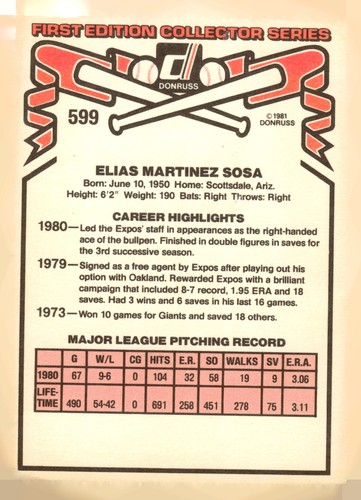 FIRST EDITION COLLECTOR SERIES
d
DONRUSS
599
©1981
DONRUSS
ELIAS MARTINEZ SOSA
Born: June 10, 1950 Home: Scottsdale, Ariz.
Height: 6'2" Weight: 190 Bats: Right Throws: Right
CAREER HIGHLIGHTS
1980—Led the Expos' staff in appearances as the right-handed
ace of the bullpen. Finished in double figures in saves for
the 3rd successive season.
1979—Signed as a free agent by Expos after playing out his
option with Oakland. Rewarded Expos with a brilliant
campaign that included 8-7 record, 1.95 ERA and 18
saves. Had 3 wins and 6 saves in his last 16 games.
1973—Won 10 games for Giants and saved 18 others.
MAJOR LEAGUE PITCHING RECORD
G W/L CG HITS E.R. SO WALKS SV E.R.A.
1980 67 9-6 0 104 32 58 19 9 3.06
LIFE-
TIME 490 54-42 0 691 258 451 278 75 3.11